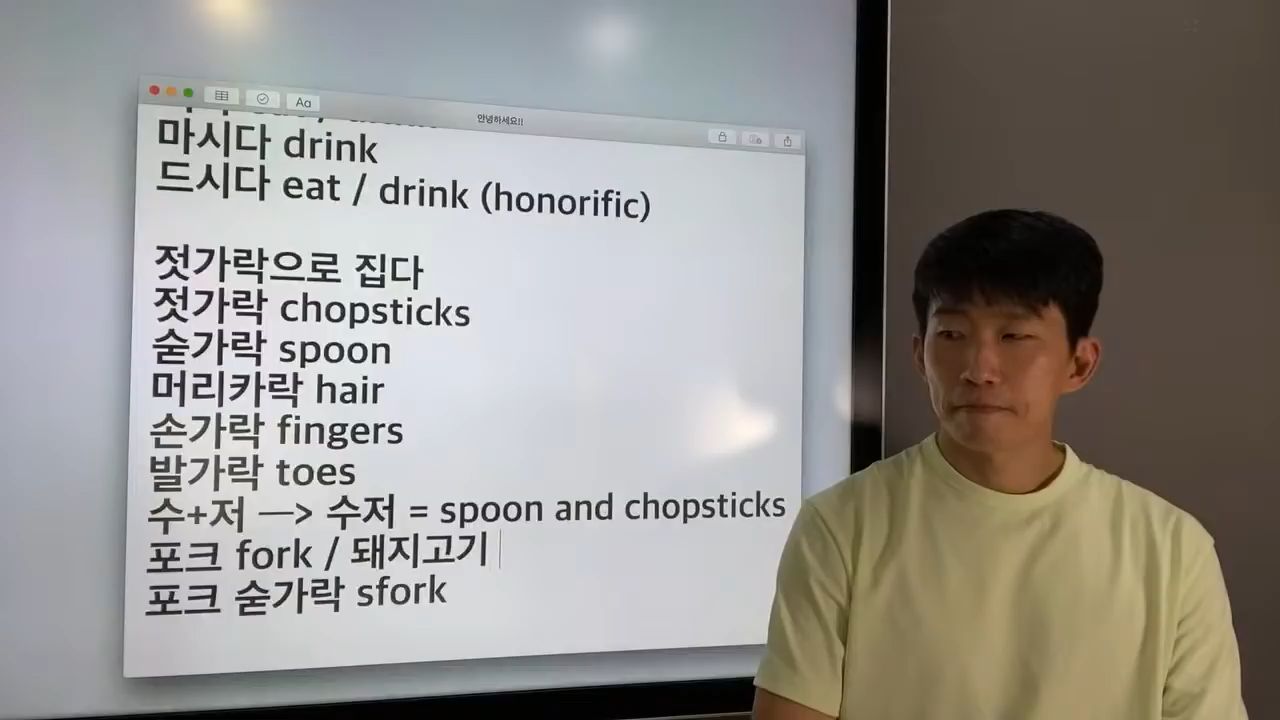 Aa
안녕하세요!!
마시다 drink
드시다 eat / drink (honorific)
젓가락으로 집다
젓가락 chopsticks
숟가락 spoon
머리카락 hair
손가락 fingers
발가락 toes
수+저 —> 수저 = spoon and chopsticks
포크 fork / 돼지고기
포크 숟가락 sfork